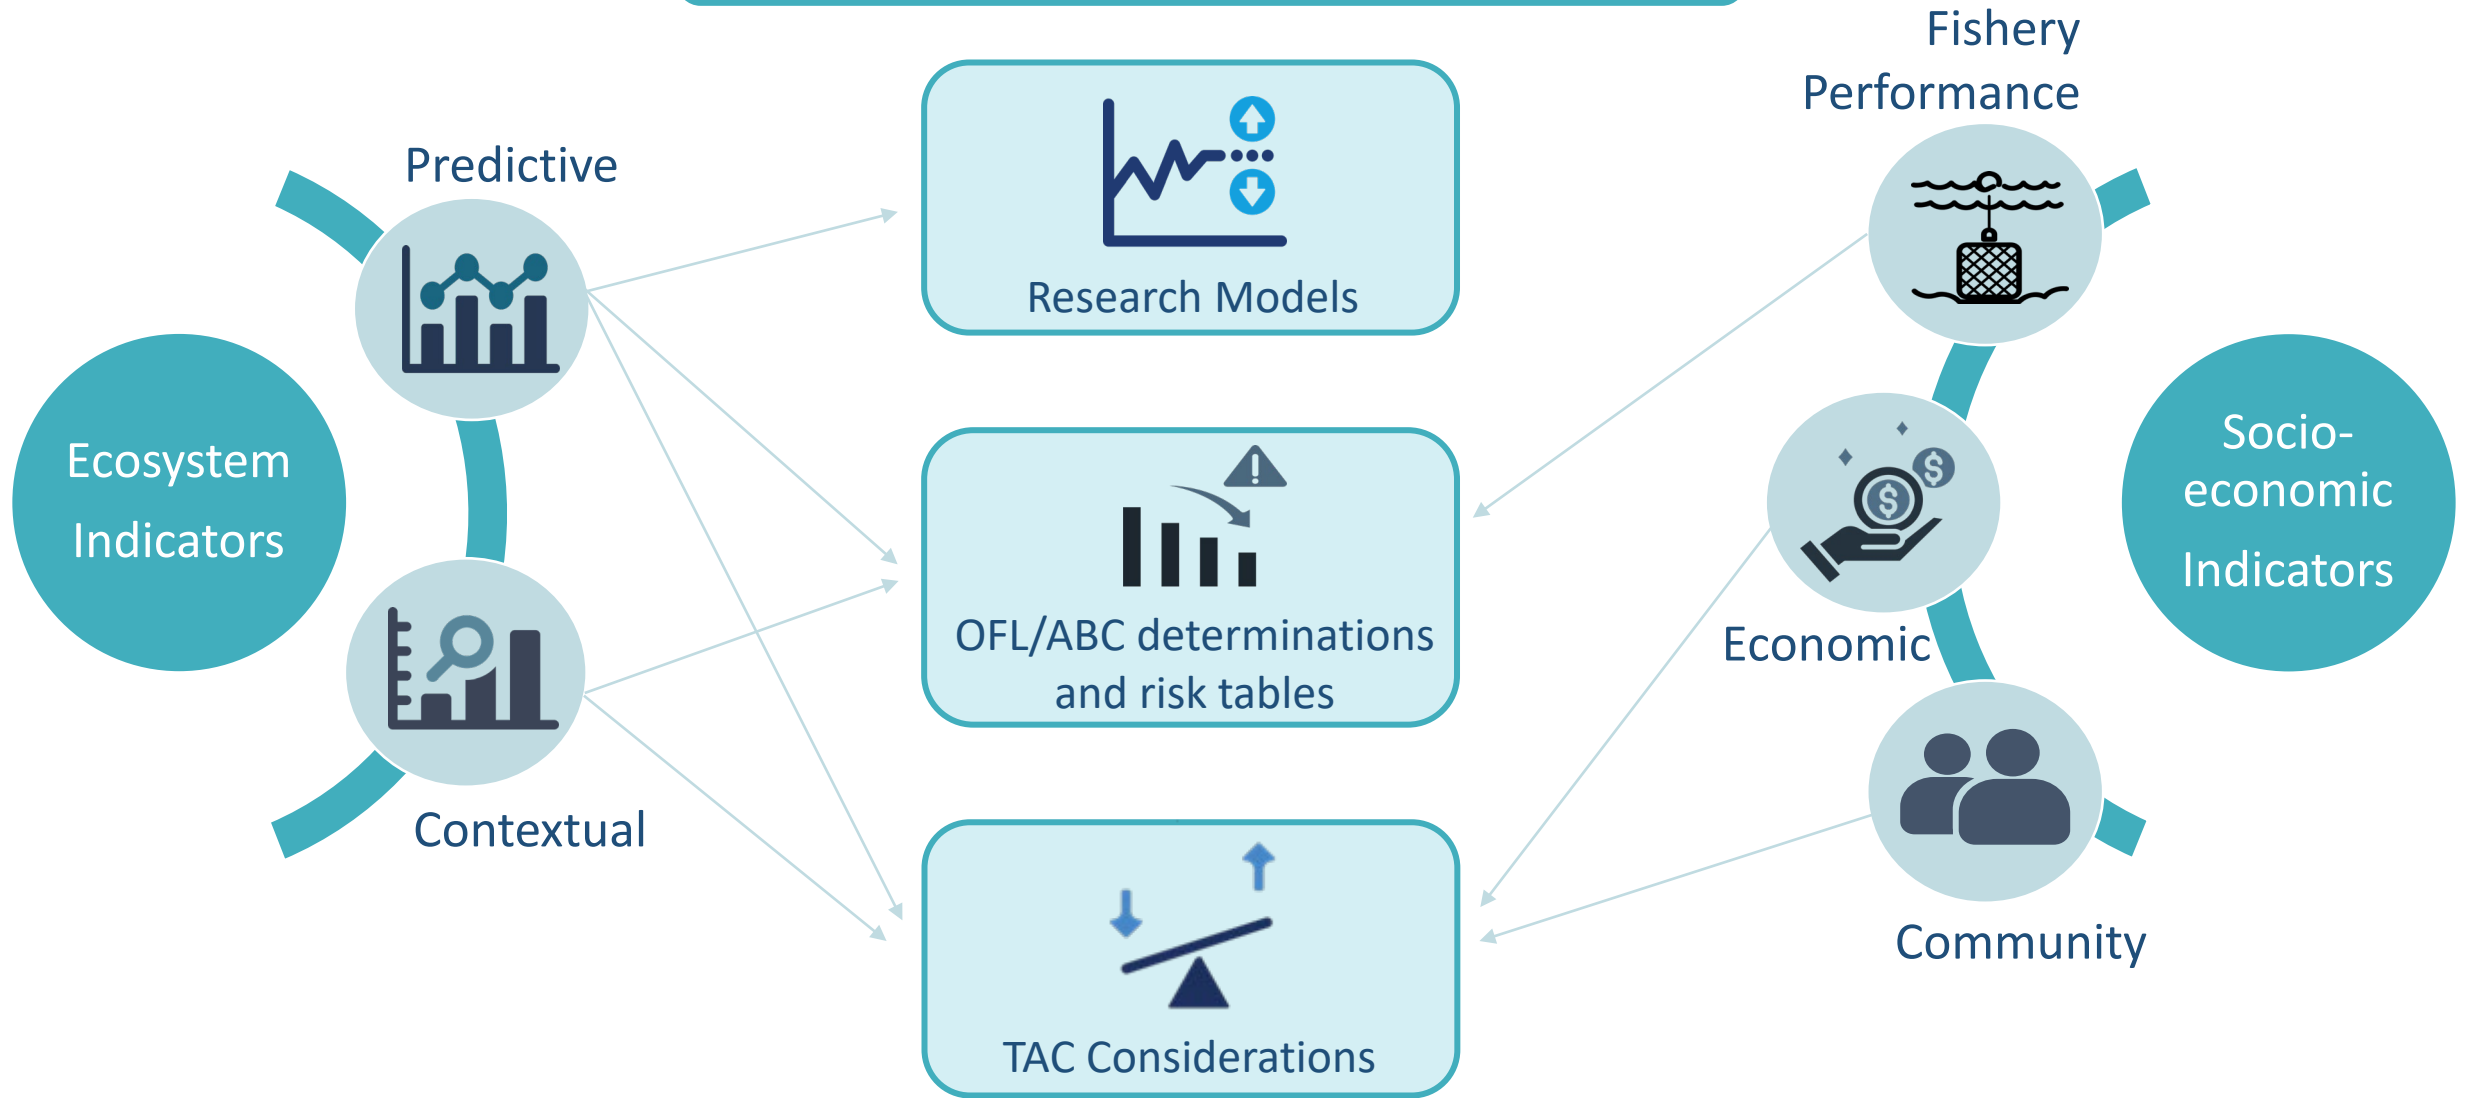 Fishery
Performance
Predictive
Research Models
Ecosystem
Indicators
Socio-
economic
Indicators
OFL/ABC determinations
and risk tables
Economic
Contextual
Community
TAC Considerations